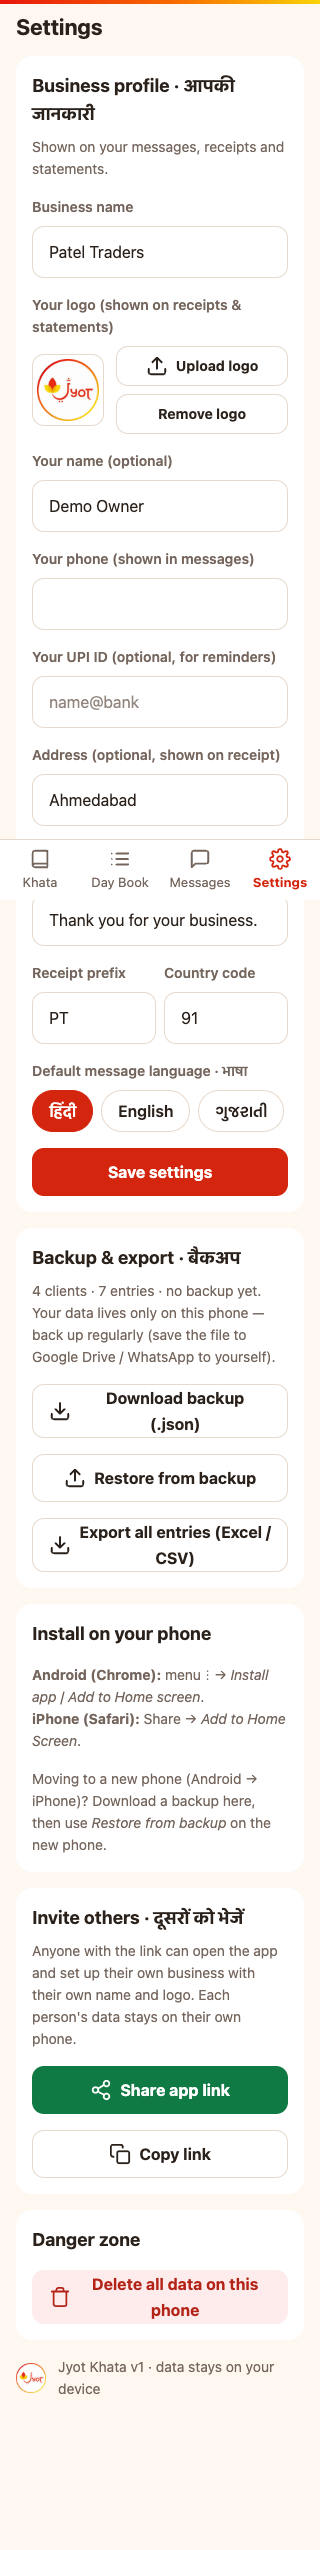 Settings
Business profile · आपकी
जानकारी
Shown on your messages, receipts and
statements.
Business name
Patel Traders
Your logo (shown on receipts &
statements)
Jyot
Upload logo
Remove logo
Your name (optional)
Demo Owner
Your phone (shown in messages)
Your UPI ID (optional, for reminders)
name@bank
Address (optional, shown on receipt)
Ahmedabad
Khata
Day Book
Messages
Settings
Thank you for your business.
Receipt prefix
Country code
PT
91
Default message language · भाषा
हिंदी
English
ગુજરાતી
Save settings
Backup & export · बैकअप
4 clients · 7 entries · no backup yet.
Your data lives only on this phone —
back up regularly (save the file to
Google Drive / WhatsApp to yourself).
Download backup
(.json)
Restore from backup
Export all entries (Excel /
CSV)
Install on your phone
Android (Chrome): menu ⋮ → Install
app / Add to Home screen.
iPhone (Safari): Share → Add to Home
Screen.
Moving to a new phone (Android →
iPhone)? Download a backup here,
then use Restore from backup on the
new phone.
Invite others · दूसरों को भेजें
Anyone with the link can open the app
and set up their own business with
their own name and logo. Each
person's data stays on their own
phone.
Share app link
Copy link
Danger zone
Delete all data on this
phone
Jyot
Jyot Khata v1 · data stays on your
device